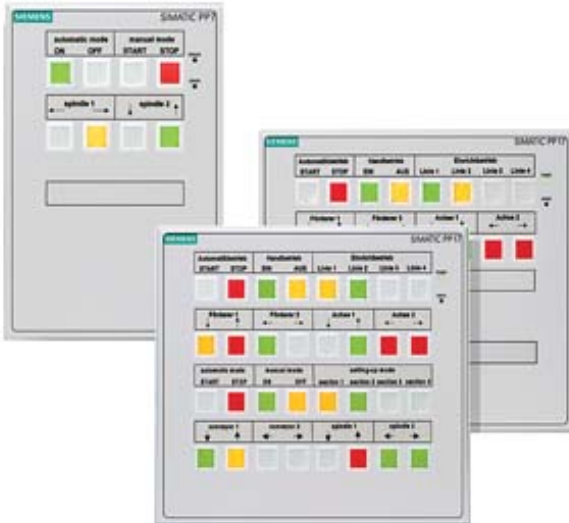 SIEMENS
SIMATIC PP7
automatic mode manual mode
ON OFF START STOP
spindle 1 spindle 2
SIEMENS
SIMATIC PP17
Automatikbetrieb Handbetrieb Einrichtbetrieb
START STOP EIN AUS Linie 1 Linie 2 Linie 3 Linie 4
Förderer 1 Förderer 2 Achse 1 Achse 2
SIEMENS
SIMATIC PP17
Automatikbetrieb Handbetrieb Einrichtbetrieb
START STOP EIN AUS Linie 1 Linie 2 Linie 3 Linie 4
Förderer 1 Förderer 2 Achse 1 Achse 2
automatic mode manual mode setting-up mode
START STOP ON OFF section 1 section 2 section 3
conveyor 1 conveyor 2 spindle 1 spindle 2